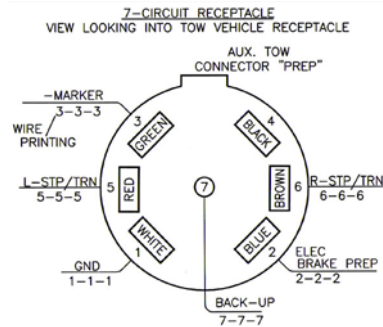 7-CIRCUIT RECEPTACLE
VIEW LOOKING INTO TOW VEHICLE RECEPTACLE
AUX. TOW
CONNECTOR "PREP"
-MARKER
3-3-3
WIRE
PRINTING
3
GREEN
4
BLACK
L-STP/TRN
5-5-5
5
RED
7
BROWN
6
R-STP/TRN
6-6-6
WHITE
1
BLUE
2
GND
1-1-1
ELEC
BRAKE PREP
2-2-2
BACK-UP
7-7-7